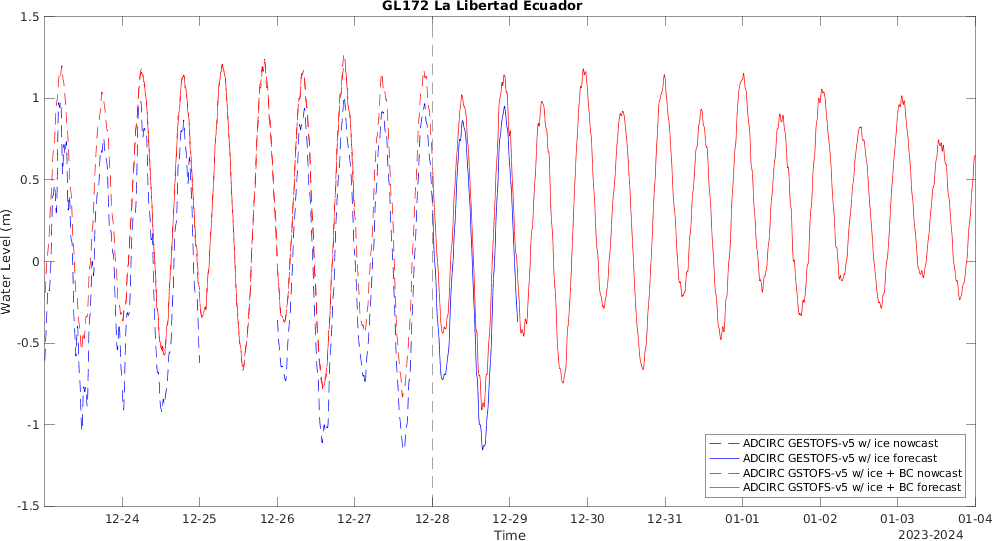 GL172 La Libertad Ecuador
1.5
1
0.5
0
-0.5
-1
-1.5
Water Level (m)
ADCIRC GESTOFS-v5 w/ ice nowcast
ADCIRC GESTOFS-v5 w/ ice forecast
ADCIRC GSTOFS-v5 w/ ice + BC nowcast
ADCIRC GSTOFS-v5 w/ ice + BC forecast
12-24 12-25 12-26 12-27 12-28 12-29 12-30 12-31 01-01 01-02 01-03 01-04
Time
2023-2024